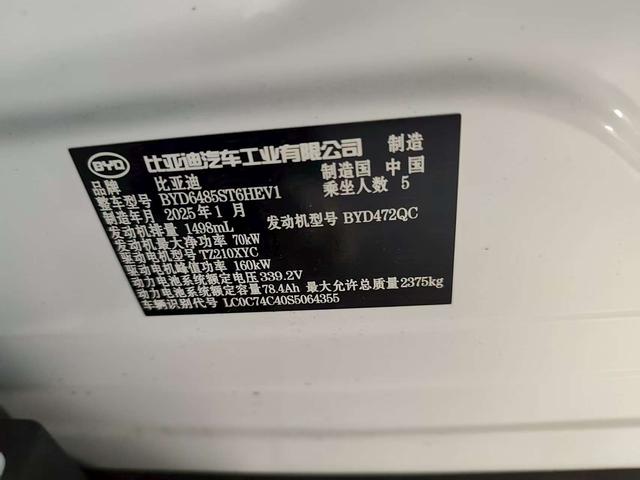 BYD 比亚迪汽车工业有限公司 制造
品牌 比亚迪 制造国 中国
整车型号 BYD6485ST6HEV1 乘坐人数 5
制造年月 2025年1月
发动机排量 1498mL 发动机型号 BYD472QC
发动机最大净功率 70kW
驱动电机型号 TZ210XYC
驱动电机峰值功率 160kW
动力电池系统额定电压 339.2V
动力电池系统额定容量 78.4Ah 最大允许总质量 2375kg
车辆识别代号 LC0C74C40S5064355